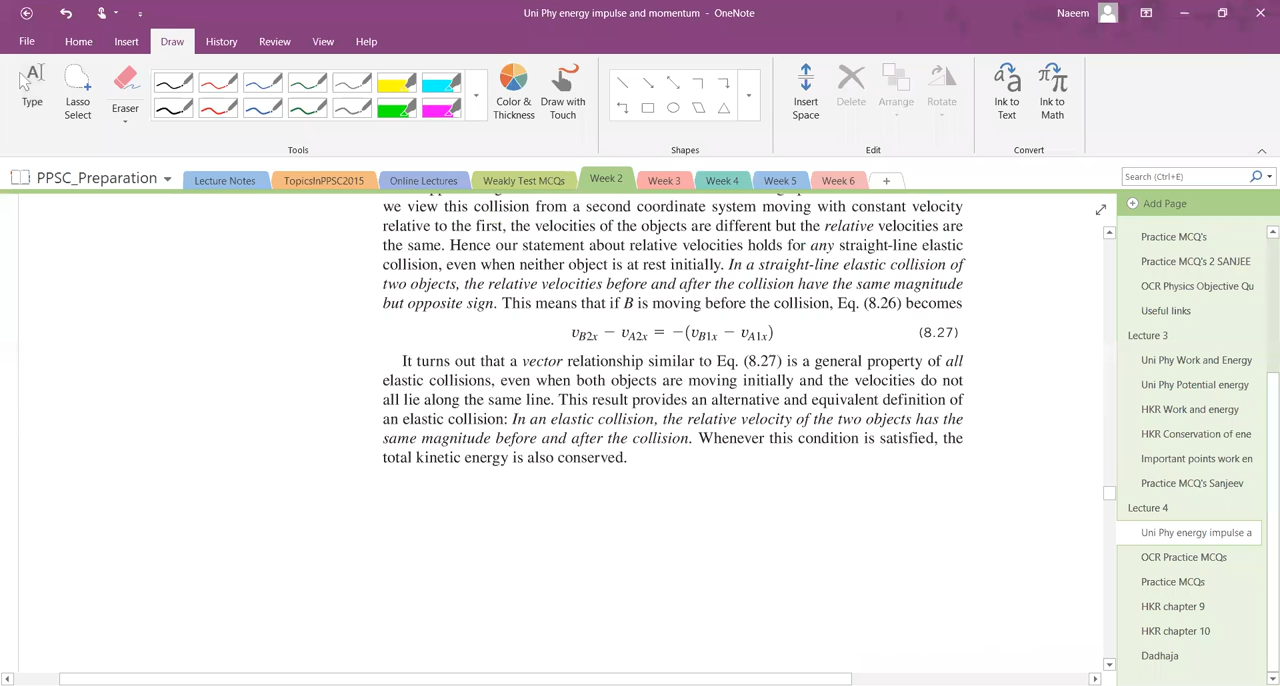 Uni Phy energy impulse and momentum - OneNote
Naeem
File Home Insert Draw History Review View Help
Type
Lasso Select
Eraser
Color & Thickness
Draw with Touch
Insert Space
Delete
Arrange
Rotate
Ink to Text
Ink to Math
Tools
Shapes
Edit
Convert
PPSC_Preparation
Lecture Notes
TopicsInPPSC2015
Online Lectures
Weakly Test MCQs
Week 2
Week 3
Week 4
Week 5
Week 6
Search (Ctrl+E)
we view this collision from a second coordinate system moving with constant velocity
relative to the first, the velocities of the objects are different but the relative velocities are
the same. Hence our statement about relative velocities holds for any straight-line elastic
collision, even when neither object is at rest initially. In a straight-line elastic collision of
two objects, the relative velocities before and after the collision have the same magnitude
but opposite sign. This means that if B is moving before the collision, Eq. (8.26) becomes
υB2x − υA2x = −(υB1x − υA1x) (8.27)
It turns out that a vector relationship similar to Eq. (8.27) is a general property of all
elastic collisions, even when both objects are moving initially and the velocities do not
all lie along the same line. This result provides an alternative and equivalent definition of
an elastic collision: In an elastic collision, the relative velocity of the two objects has the
same magnitude before and after the collision. Whenever this condition is satisfied, the
total kinetic energy is also conserved.
Add Page
Practice MCQ's
Practice MCQ's 2 SANJEE
OCR Physics Objective Qu
Useful links
Lecture 3
Uni Phy Work and Energy
Uni Phy Potential energy
HKR Work and energy
HKR Conservation of ene
Important points work en
Practice MCQ's Sanjeev
Lecture 4
Uni Phy energy impulse a
OCR Practice MCQs
Practice MCQs
HKR chapter 9
HKR chapter 10
Dadhaja